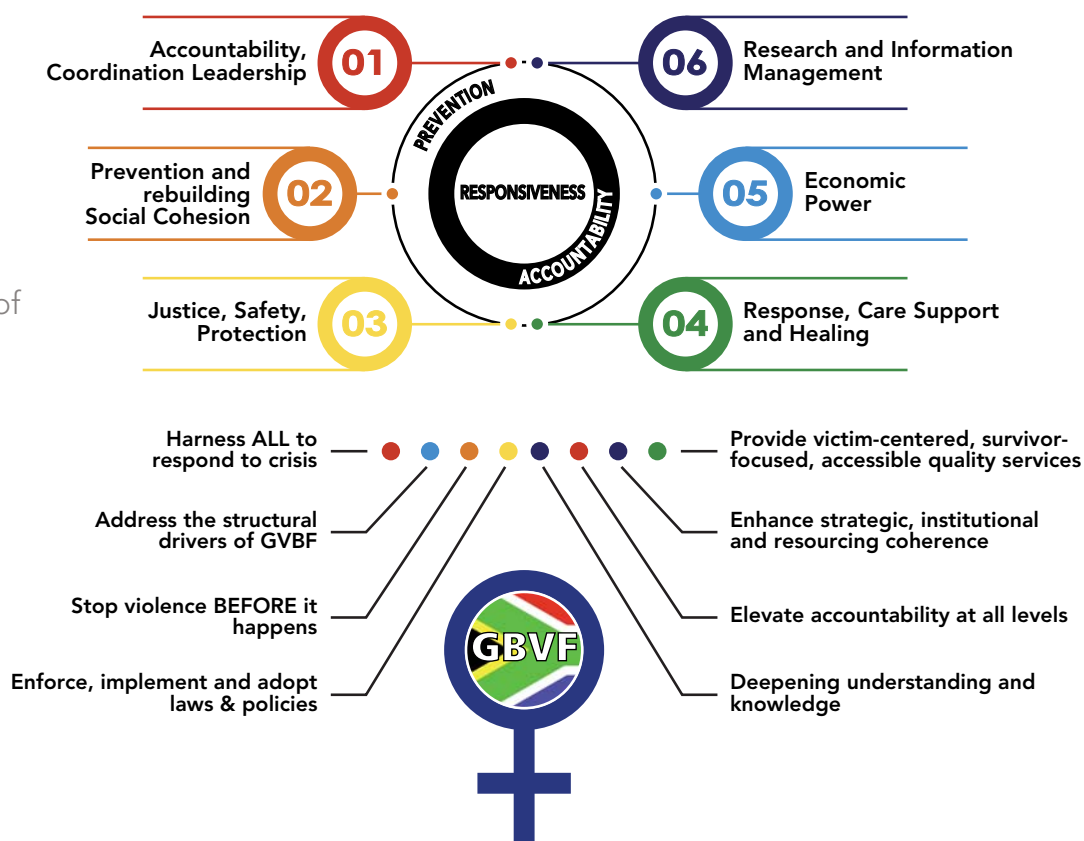 Accountability,
Coordination Leadership
01
06
Research and Information
Management
PREVENTION
Prevention and
rebuilding
Social Cohesion
02
RESPONSIVENESS
ACCOUNTABILITY
05
Economic
Power
of
Justice, Safety,
Protection
03
04
Response, Care Support
and Healing
Harness ALL to
respond to crisis
Provide victim-centered, survivor-
focused, accessible quality services
Address the structural
drivers of GVBF
Enhance strategic, institutional
and resourcing coherence
Stop violence BEFORE it
happens
Elevate accountability at all levels
GBVF
Enforce, implement and adopt
laws & policies
Deepening understanding and
knowledge